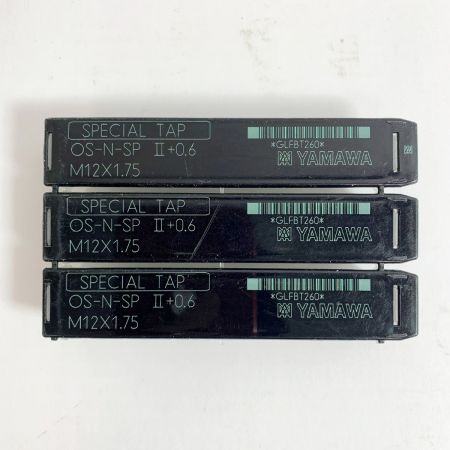 SPECIAL TAP
OS-N-SP Ⅱ+0.6
M12X1.75
*GLFBT260*
YAMAWA
SPECIAL TAP
OS-N-SP Ⅱ+0.6
M12X1.75
*GLFBT260*
YAMAWA
SPECIAL TAP
OS-N-SP Ⅱ+0.6
M12X1.75
*GLFBT260*
YAMAWA